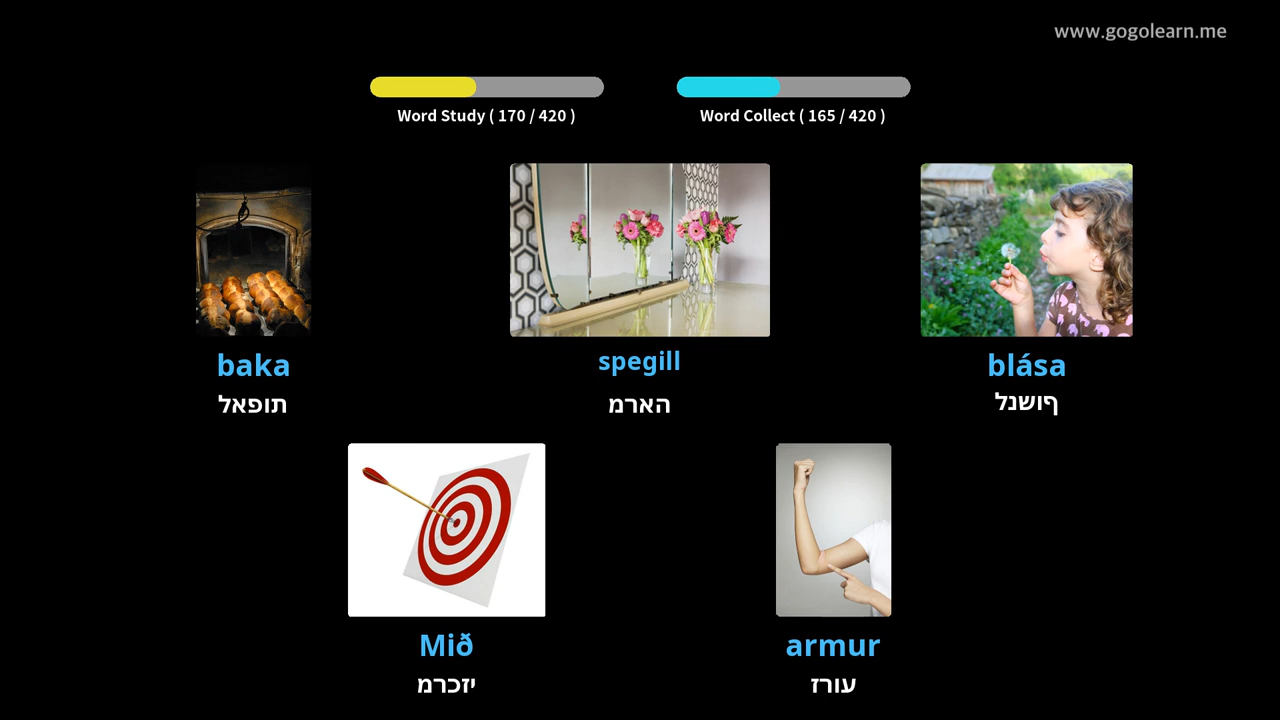 www.gogolearn.me
Word Study ( 170 / 420 )
Word Collect ( 165 / 420 )
baka
תופאל
spegill
הארמ
blása
ףושנל
Mið
יזכרמ
armur
עורז